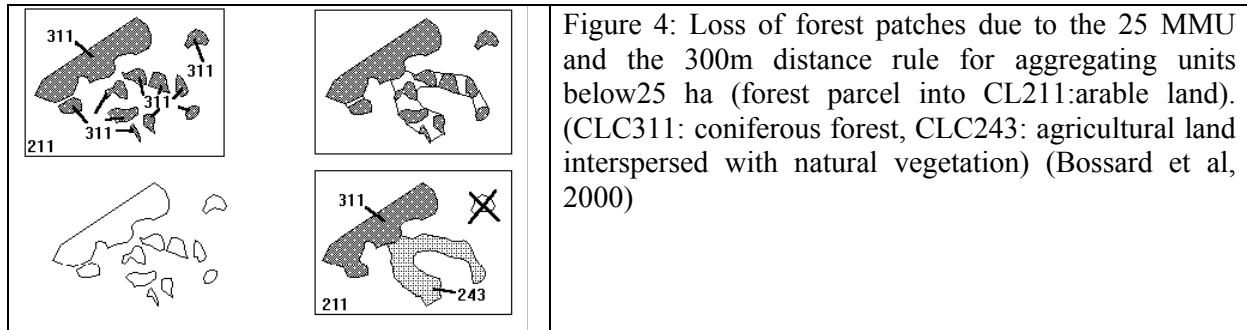 311
311
311
311
311
211
311
243
211
Figure 4: Loss of forest patches due to the 25 MMU
and the 300m distance rule for aggregating units
below25 ha (forest parcel into CL211:arable land).
(CLC311: coniferous forest, CLC243: agricultural land
interspersed with natural vegetation) (Bossard et al,
2000)